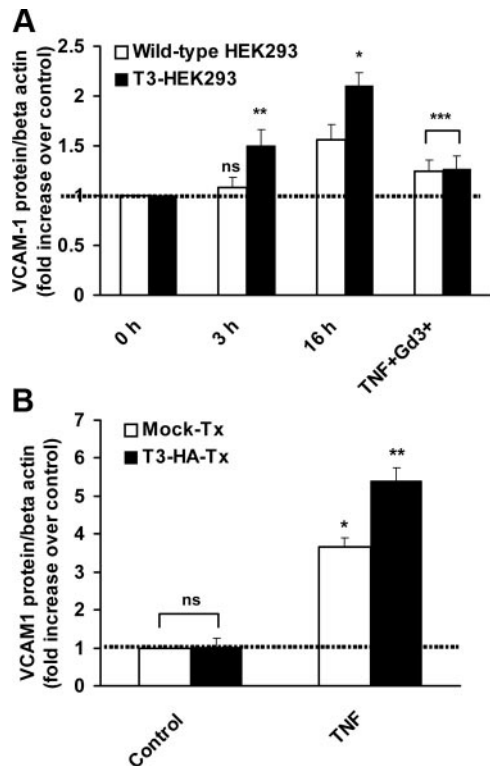 A
VCAM-1 protein/beta actin
(fold increase over control)
2.5
2
1.5
1
0.5
0
Wild-type HEK293
T3-HEK293
ns
**
*
***
0 h
3 h
16 h
TNF+Gd3+
B
VCAM1 protein/beta actin
(fold increase over control)
7
6
5
4
3
2
1
0
Mock-Tx
T3-HA-Tx
ns
*
**
Control
TNF